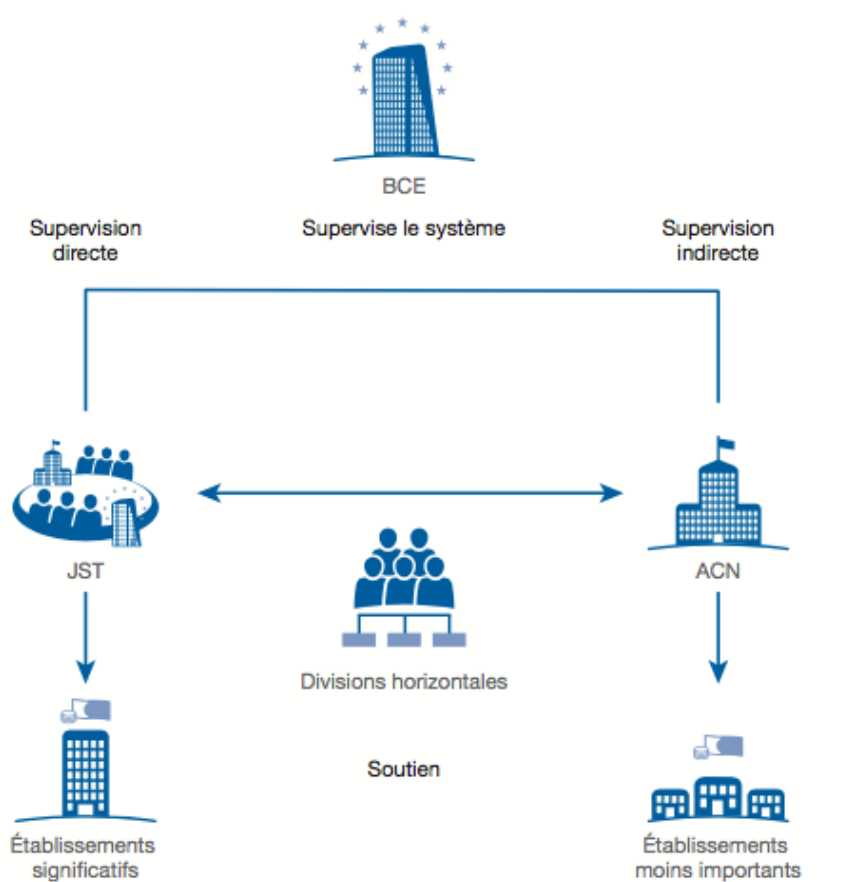 BCE
Supervision
directe
Supervise le système
Supervision
indirecte
JST
ACN
Divisions horizontales
Soutien
Établissements
significatifs
Établissements
moins importants